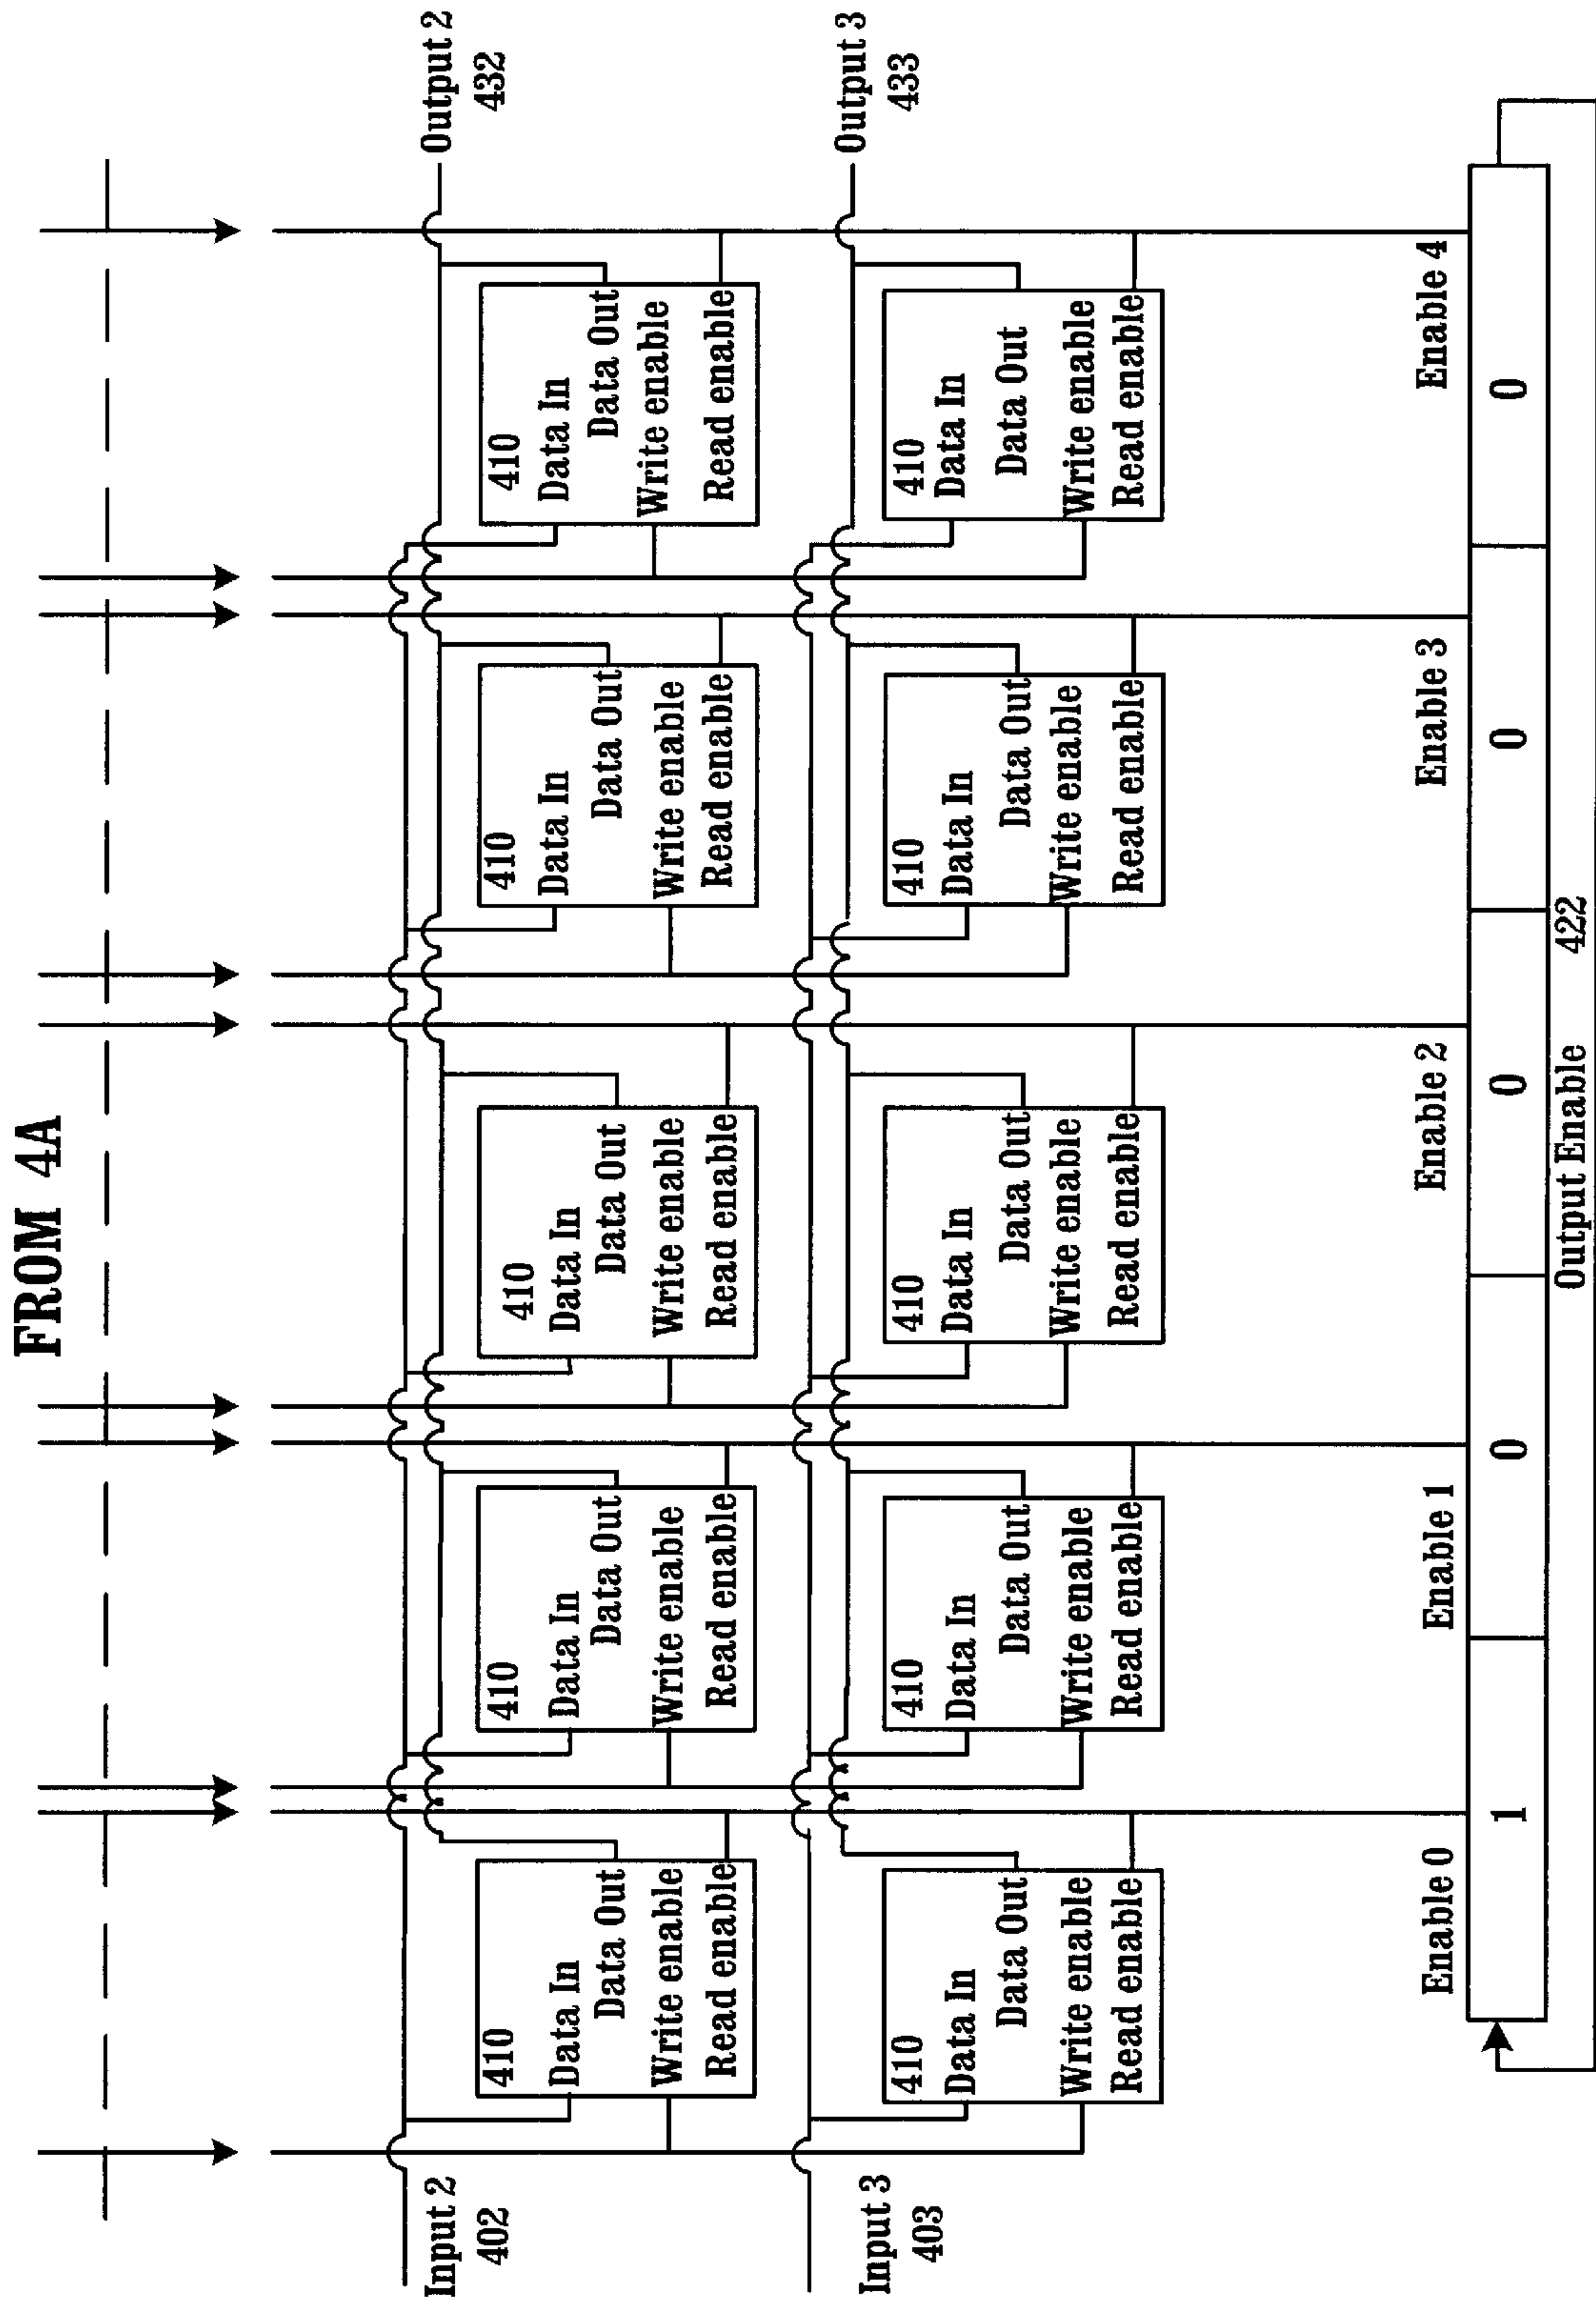 FROM 4A
Input 2
402
Output 2
432
410
Data In
Data Out
Write enable
Read enable
410
Data In
Data Out
Write enable
Read enable
410
Data In
Data Out
Write enable
Read enable
410
Data In
Data Out
Write enable
Read enable
410
Data In
Data Out
Write enable
Read enable
Input 3
403
Output 3
433
410
Data In
Data Out
Write enable
Read enable
410
Data In
Data Out
Write enable
Read enable
410
Data In
Data Out
Write enable
Read enable
410
Data In
Data Out
Write enable
Read enable
410
Data In
Data Out
Write enable
Read enable
Enable 0
Enable 1
Enable 2
Enable 3
Enable 4
1 0 0 0 0
Output Enable 422